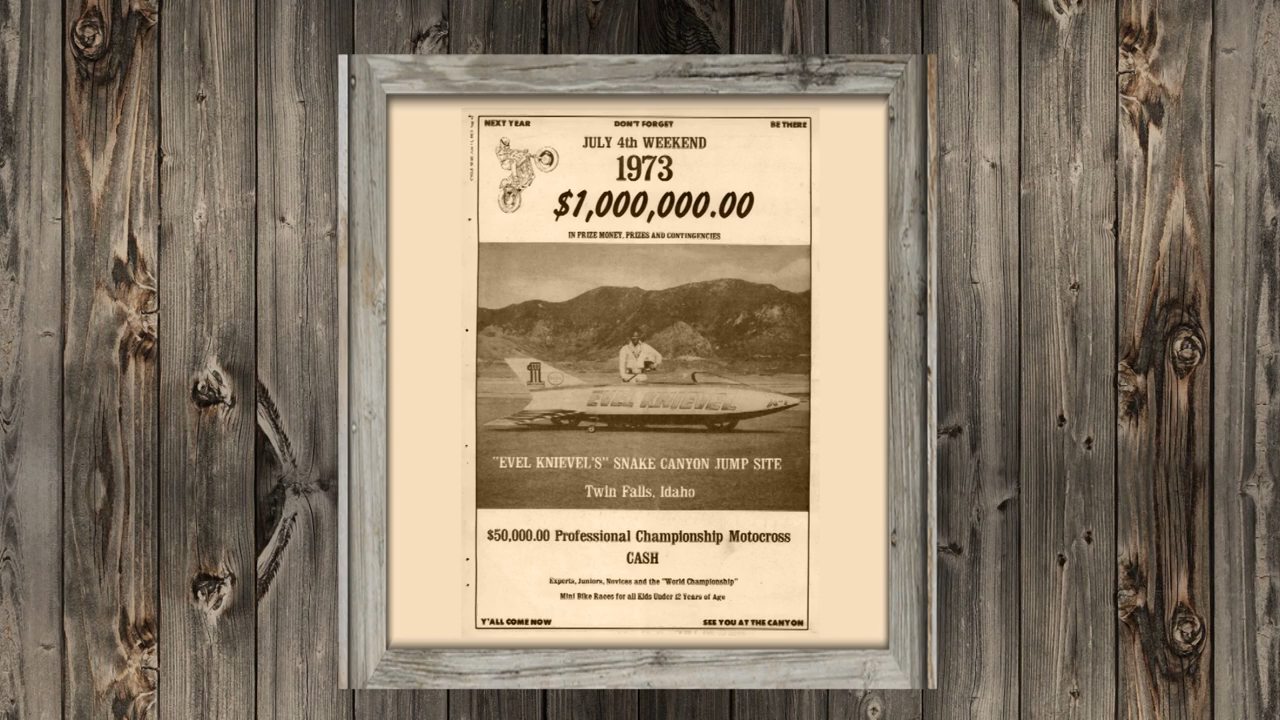 NEXT YEAR DON'T FORGET BE THERE
JULY 4th WEEKEND
1973
$1,000,000.00
IN PRIZE MONEY, PRIZES AND CONTINGENCIES
1
EVEL KNIEVEL
"EVEL KNIEVEL'S" SNAKE CANYON JUMP SITE
Twin Falls, Idaho
$50,000.00 Professional Championship Motocross
CASH
Experts, Juniors, Novices and the "World Championship"
Mini Bike Races for all Kids Under 12 Years of Age
Y'ALL COME NOW SEE YOU AT THE CANYON